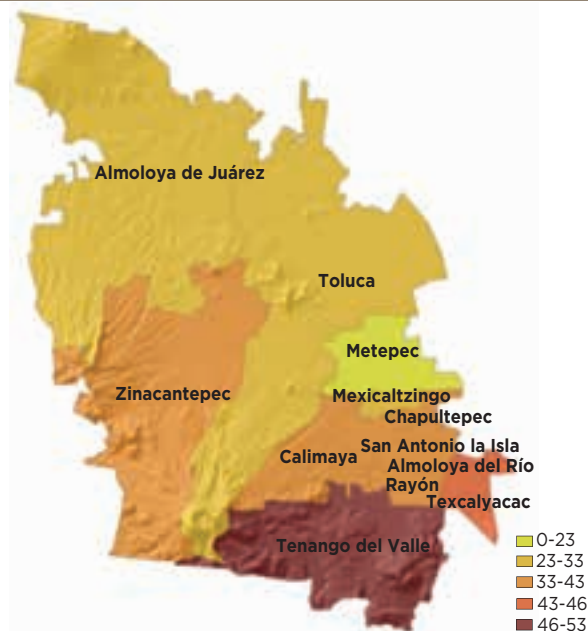 Almoloya de Juárez
Toluca
Metepec
Zinacantepec
Mexicaltzingo
Chapultepec
San Antonio la Isla
Calimaya
Almoloya del Río
Rayón
Texcalyacac
Tenango del Valle
0-23
23-33
33-43
43-46
46-53